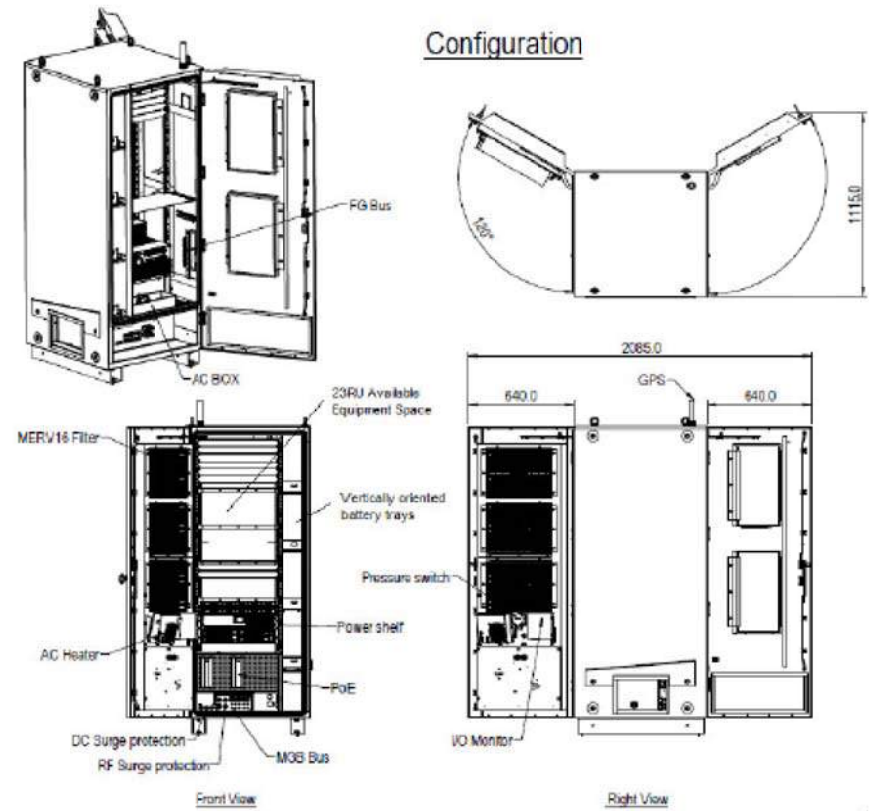 Configuration
FG Bus
AC BIOX
120°
1115.0
2085.0
640.0
GPS
640.0
23RU Available
Equipment Space
MERV16 Filter
Vertically oriented
battery trays
Pressure switch
Power shelf
AC Heater
PoE
DC Surge protection
RF Surge protection
MGB Bus
I/O Monitor
Front View
Right View